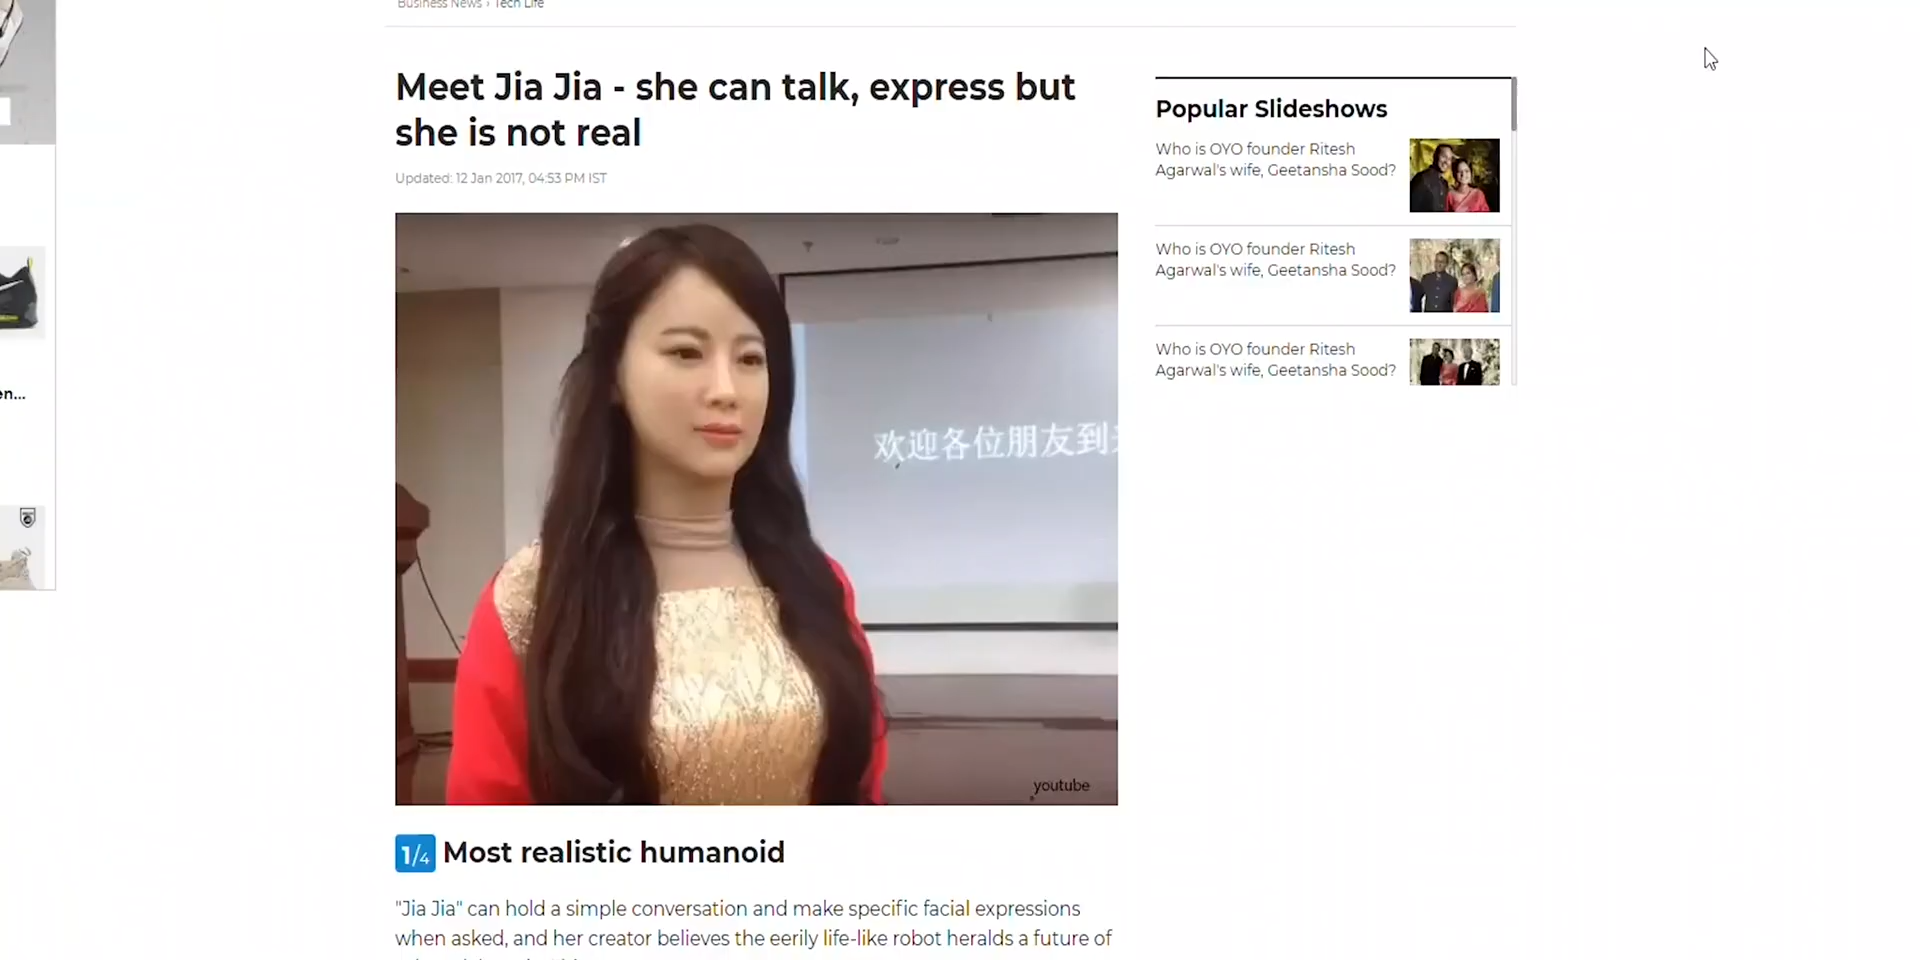 Business News › Tech Life
Meet Jia Jia - she can talk, express but
she is not real
Updated: 12 Jan 2017, 04:53 PM IST
欢迎各位朋友到
youtube
1/4 Most realistic humanoid
"Jia Jia" can hold a simple conversation and make specific facial expressions
when asked, and her creator believes the eerily life-like robot heralds a future of
Popular Slideshows
Who is OYO founder Ritesh
Agarwal's wife, Geetansha Sood?
Who is OYO founder Ritesh
Agarwal's wife, Geetansha Sood?
Who is OYO founder Ritesh
Agarwal's wife, Geetansha Sood?
en...